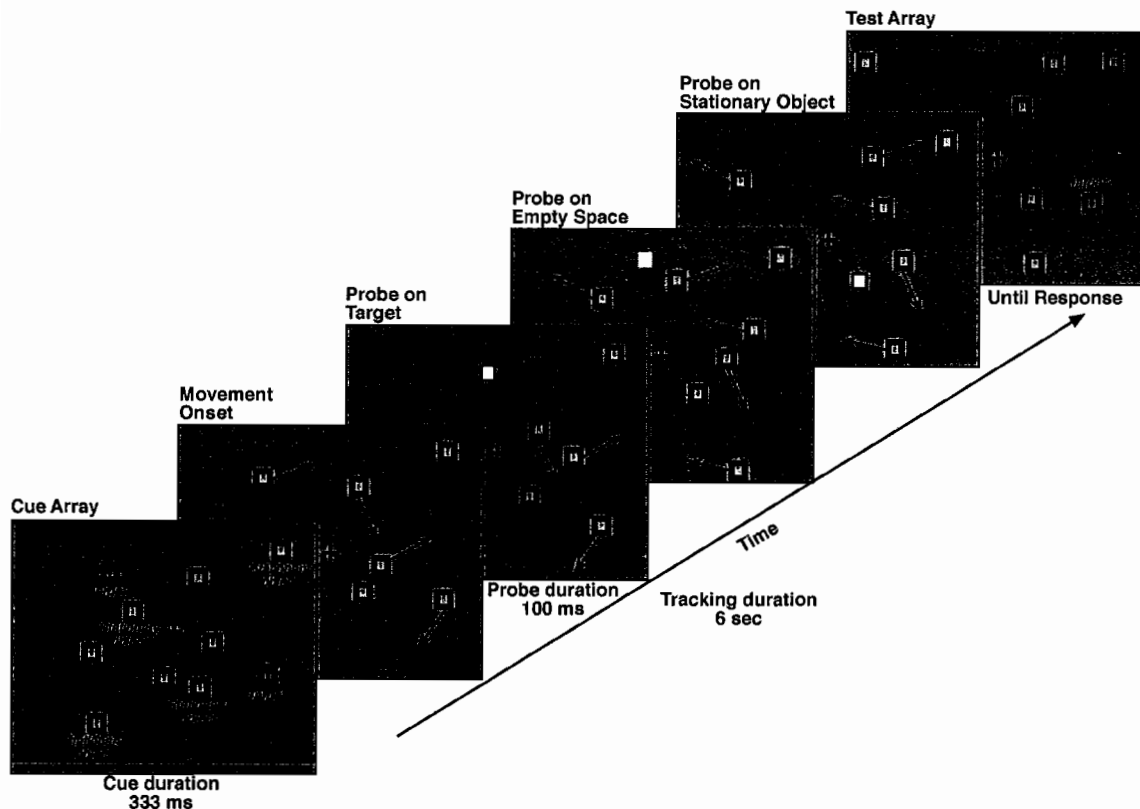 Test Array
Probe on
Stationary Object
Probe on
Empty Space
Probe on
Target
Movement
Onset
Cue Array
Until Response
Time
Probe duration
100 ms
Tracking duration
6 sec
Cue duration
333 ms